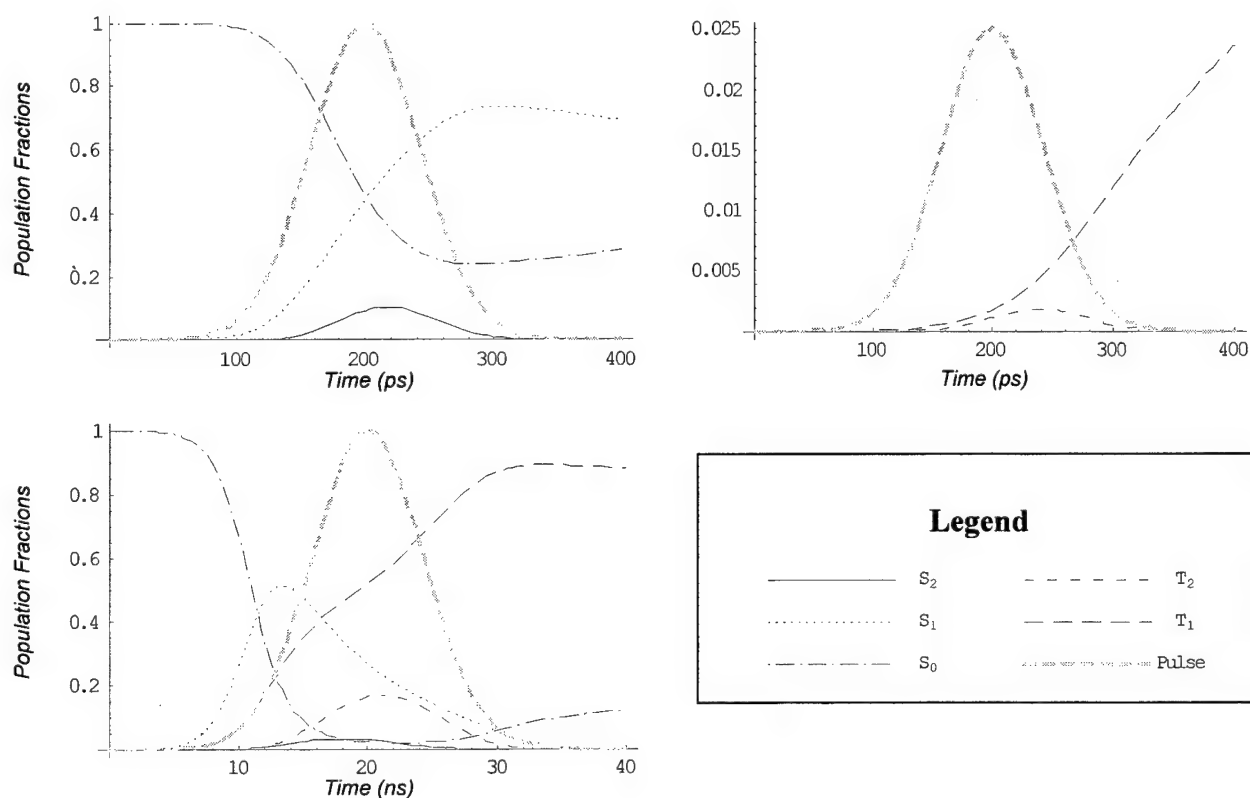 Population Fractions
1
0.8
0.6
0.4
0.2
100
200
300
400
Time (ps)
0.025
0.02
0.015
0.01
0.005
100
200
300
400
Time (ps)
Population Fractions
1
0.8
0.6
0.4
0.2
10
20
30
40
Time (ns)
Legend
S₂
T₂
S₁
T₁
S₀
Pulse